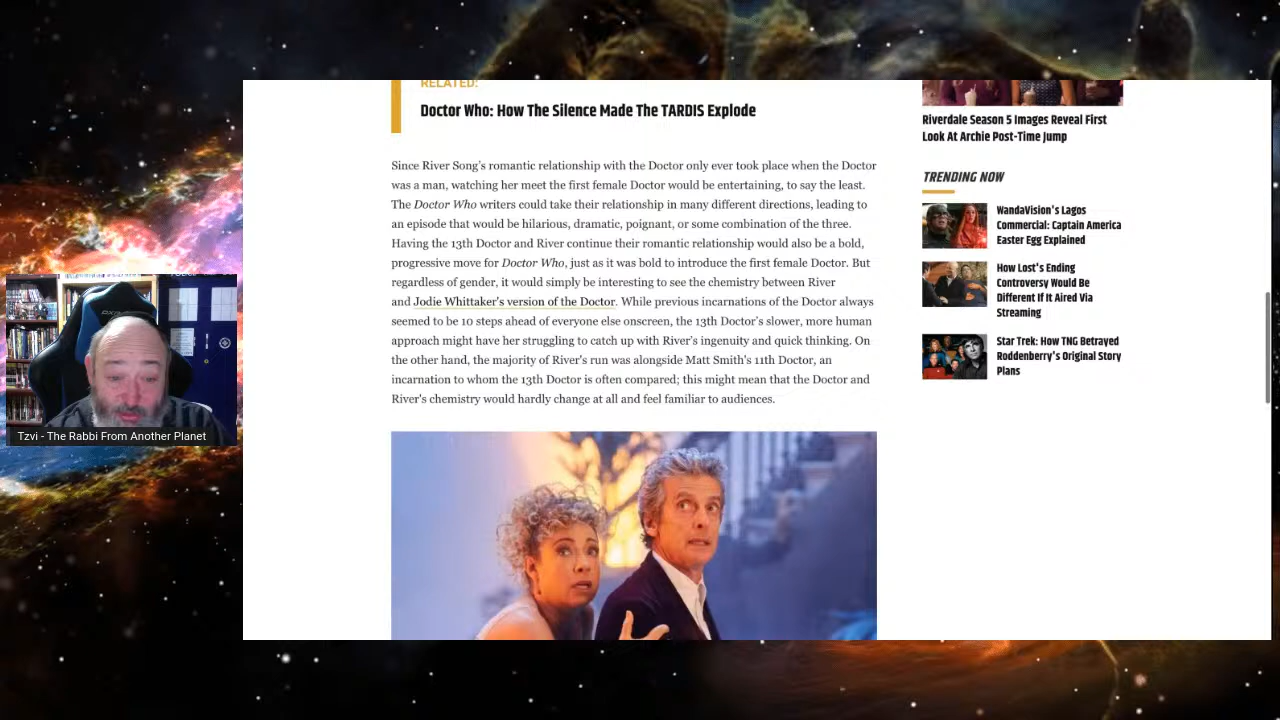 RELATED:
Doctor Who: How The Silence Made The TARDIS Explode
Since River Song's romantic relationship with the Doctor only ever took place when the Doctor
was a man, watching her meet the first female Doctor would be entertaining, to say the least.
The Doctor Who writers could take their relationship in many different directions, leading to
an episode that would be hilarious, dramatic, poignant, or some combination of the three.
Having the 13th Doctor and River continue their romantic relationship would also be a bold,
progressive move for Doctor Who, just as it was bold to introduce the first female Doctor. But
regardless of gender, it would simply be interesting to see the chemistry between River
and Jodie Whittaker's version of the Doctor. While previous incarnations of the Doctor always
seemed to be 10 steps ahead of everyone else onscreen, the 13th Doctor's slower, more human
approach might have her struggling to catch up with River's ingenuity and quick thinking. On
the other hand, the majority of River's run was alongside Matt Smith's 11th Doctor, an
incarnation to whom the 13th Doctor is often compared; this might mean that the Doctor and
River's chemistry would hardly change at all and feel familiar to audiences.
Riverdale Season 5 Images Reveal First
Look At Archie Post-Time Jump
TRENDING NOW
WandaVision's Lagos
Commercial: Captain America
Easter Egg Explained
How Lost's Ending
Controversy Would Be
Different If It Aired Via
Streaming
Star Trek: How TNG Betrayed
Roddenberry's Original Story
Plans
Tzvi - The Rabbi From Another Planet